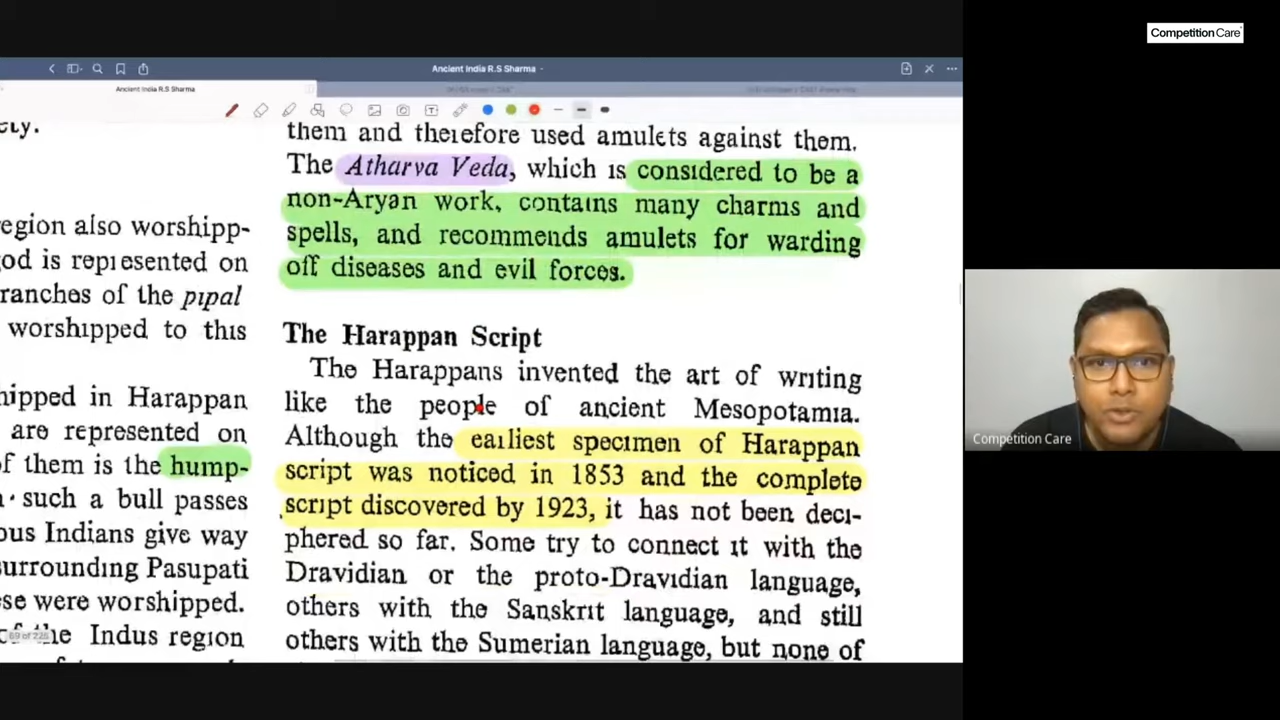 CompetitionCare
Ancient India R.S Sharma
Ancient India R.S Sharma
ety.
region also worshipp-
god is represented on
ranches of the pipal
worshipped to this
hipped in Harappan
are represented on
of them is the hump-
such a bull passes
ous Indians give way
surrounding Pasupati
ese were worshipped.
of the Indus region
69 of 226
them and therefore used amulets against them.
The Atharva Veda, which is considered to be a
non-Aryan work, contains many charms and
spells, and recommends amulets for warding
off diseases and evil forces.
The Harappan Script
The Harappans invented the art of writing
like the people of ancient Mesopotamia.
Although the earliest specimen of Harappan
script was noticed in 1853 and the complete
script discovered by 1923, it has not been deci-
phered so far. Some try to connect it with the
Dravidian or the proto-Dravidian language,
others with the Sanskrit language, and still
others with the Sumerian language, but none of
Competition Care